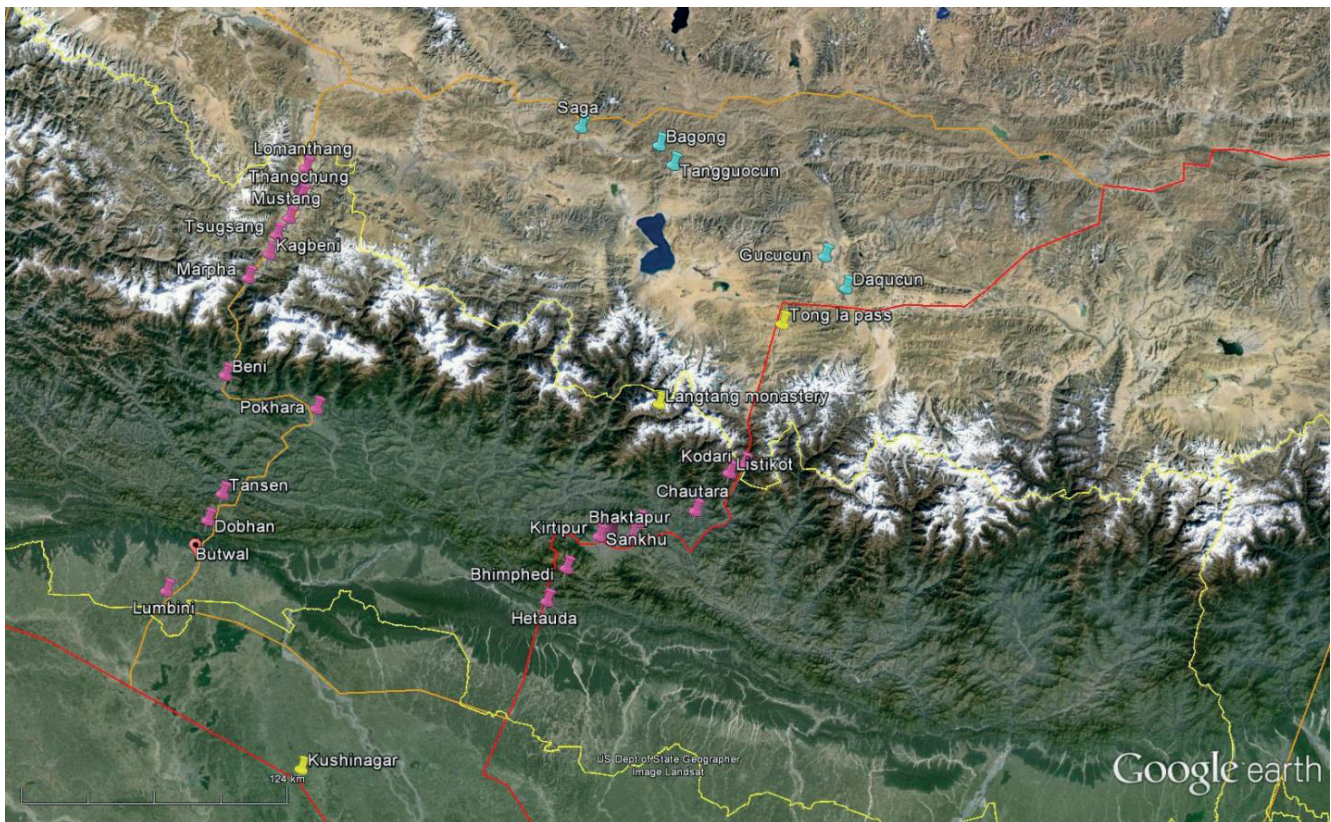 Saga
Bagong
Tangguocun
Lomanthang
Thangchung
Mustang
Tsugsang
Kagbeni
Marpha
Gucucun
Daqucun
Tong la pass
Beni
Pokhara
Langtang monastery
Kodari
Listikot
Chautara
Tansen
Dobhan
Butwal
Lumbini
Kirtipur
Bhaktapur
Sankhu
Bhimphedi
Hetauda
Kushinagar
124 km
US Dept of State Geographer
Image Landsat
Google earth